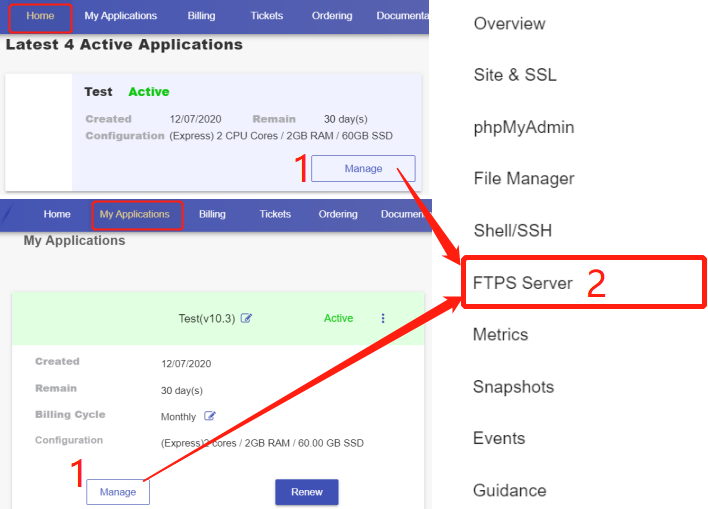 Home My Applications Billing Tickets Ordering Documenta
Latest 4 Active Applications
Test Active
Created 12/07/2020 Remain 30 day(s)
Configuration (Express) 2 CPU Cores / 2GB RAM / 60GB SSD
1 Manage
Home My Applications Billing Tickets Ordering Documen
My Applications
Test(v10.3) Active
Created 12/07/2020
Remain 30 day(s)
Billing Cycle Monthly
Configuration (Express)2 cores / 2GB RAM / 60.00 GB SSD
1 Manage Renew
Overview
Site & SSL
phpMyAdmin
File Manager
Shell/SSH
FTPS Server 2
Metrics
Snapshots
Events
Guidance